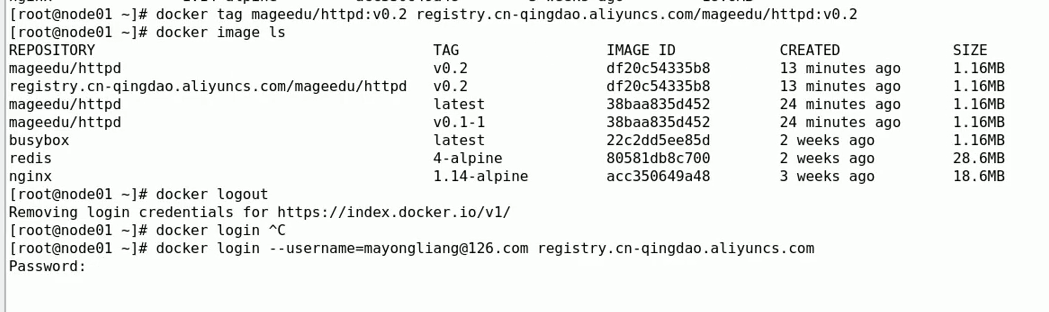 [root@node01 ~]# docker tag mageedu/httpd:v0.2 registry.cn-qingdao.aliyuncs.com/mageedu/httpd:v0.2
[root@node01 ~]# docker image ls
REPOSITORY TAG IMAGE ID CREATED SIZE
mageedu/httpd v0.2 df20c54335b8 13 minutes ago 1.16MB
registry.cn-qingdao.aliyuncs.com/mageedu/httpd v0.2 df20c54335b8 13 minutes ago 1.16MB
mageedu/httpd latest 38baa835d452 24 minutes ago 1.16MB
mageedu/httpd v0.1-1 38baa835d452 24 minutes ago 1.16MB
busybox latest 22c2dd5ee85d 2 weeks ago 1.16MB
redis 4-alpine 80581db8c700 2 weeks ago 28.6MB
nginx 1.14-alpine acc350649a48 3 weeks ago 18.6MB
[root@node01 ~]# docker logout
Removing login credentials for https://index.docker.io/v1/
[root@node01 ~]# docker login ^C
[root@node01 ~]# docker login --username=mayongliang@126.com registry.cn-qingdao.aliyuncs.com
Password: